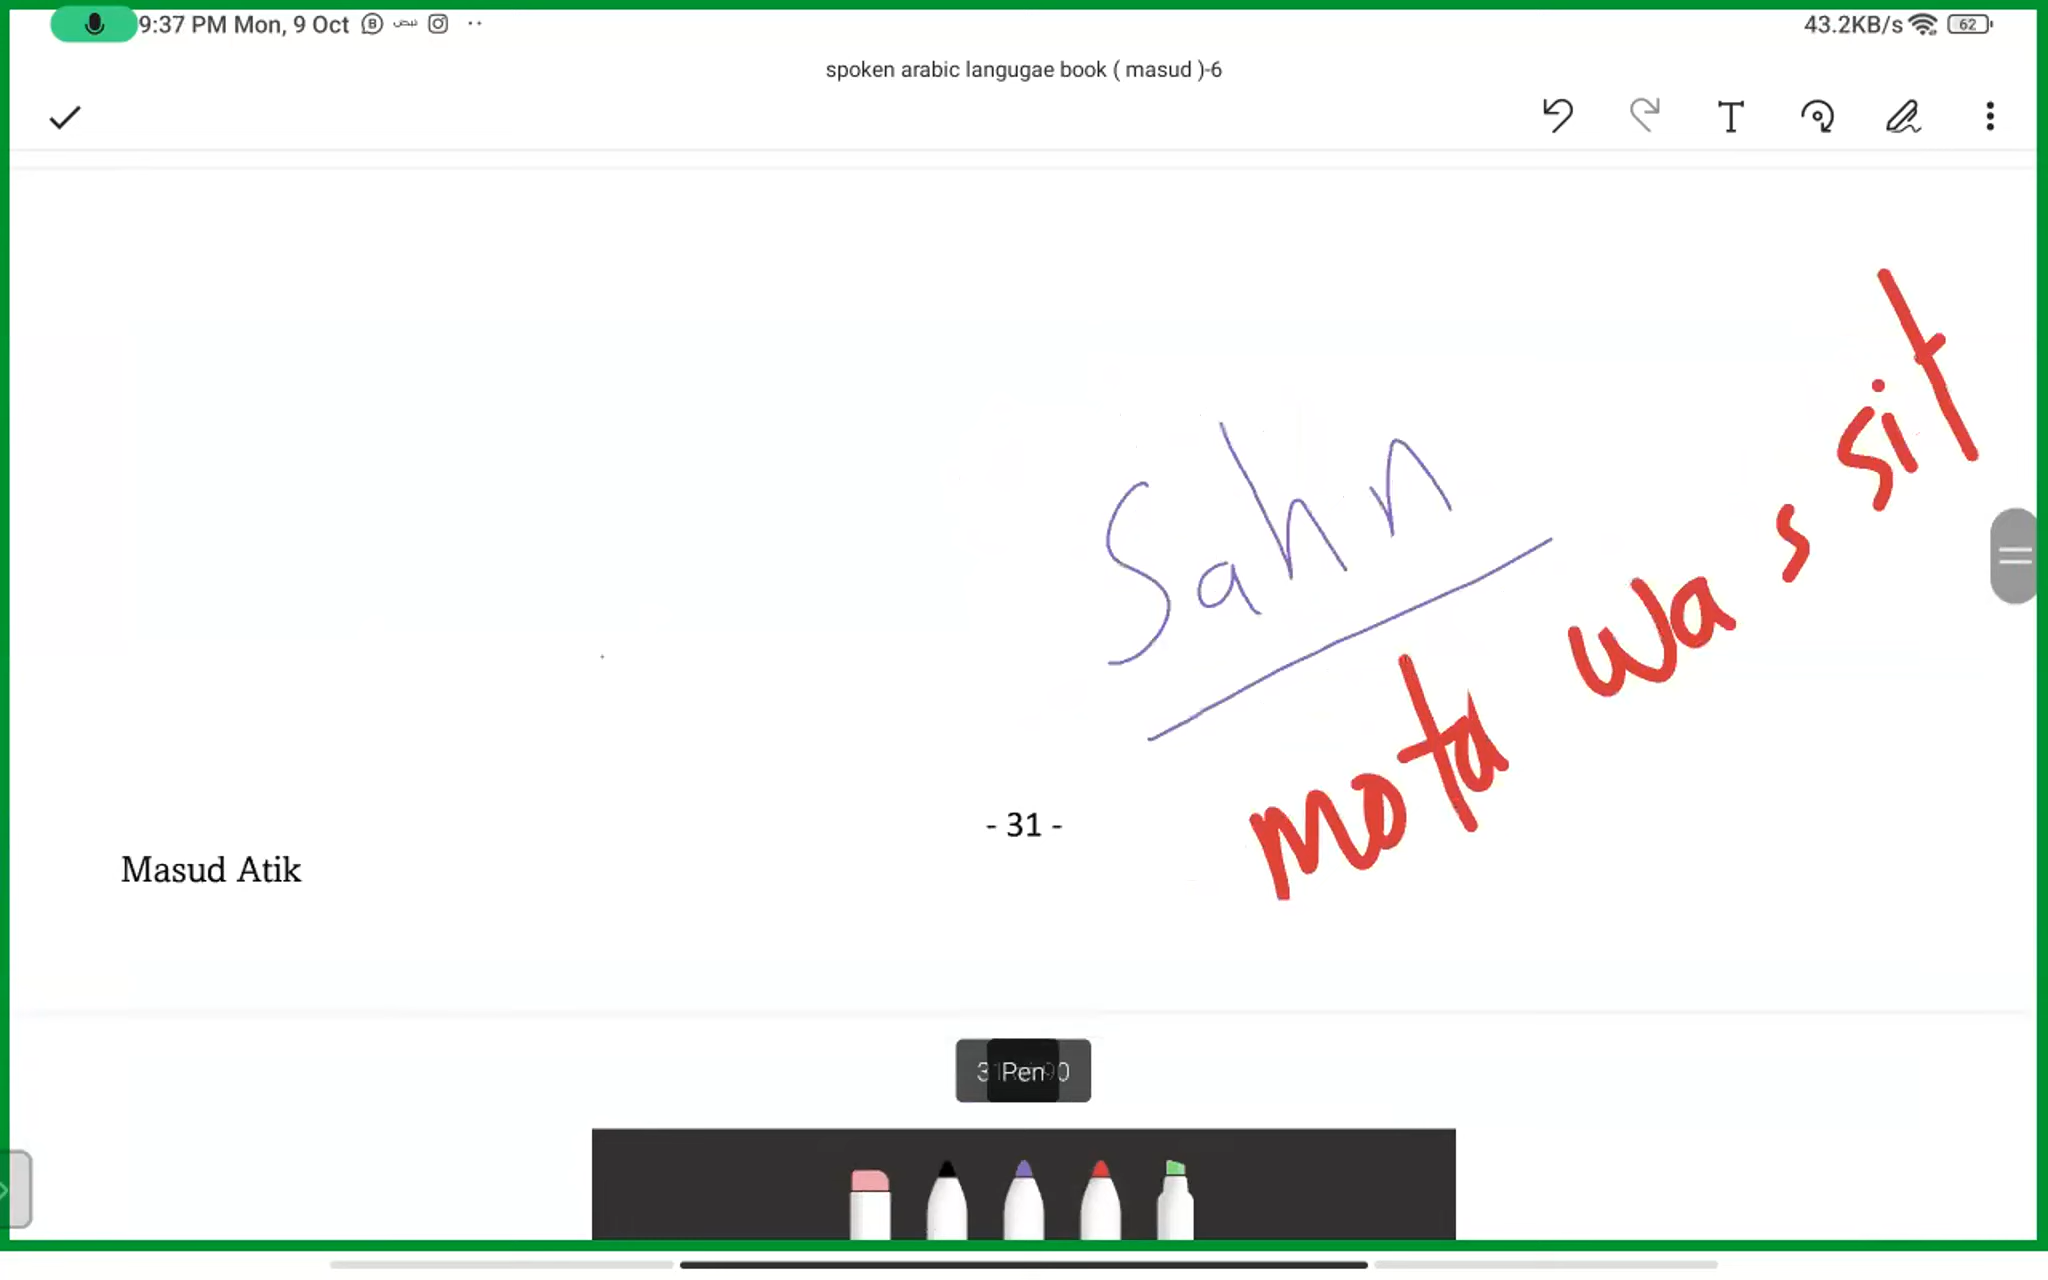 9:37 PM Mon, 9 Oct نبض 43.2KB/s 62
spoken arabic langugae book ( masud )-6
Sahn
mota wa s sit
- 31 -
Masud Atik
Pen